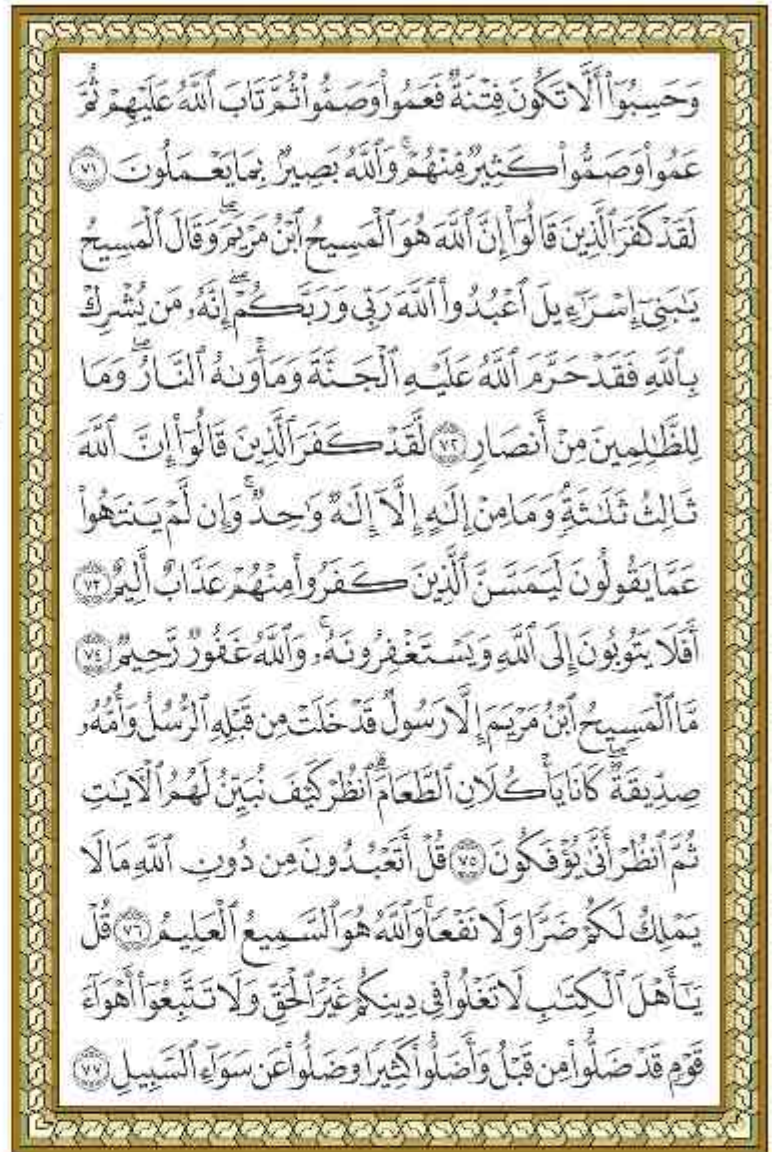 وَحَسِبُوٓا۟ أَلَّا تَكُونَ فِتْنَةٌ فَعَمُوا۟ وَصَمُّوا۟ ثُمَّ تَابَ ٱللَّهُ عَلَيْهِمْ ثُمَّ
عَمُوا۟ وَصَمُّوا۟ كَثِيرٌ مِّنْهُمْ ۚ وَٱللَّهُ بَصِيرٌۢ بِمَا يَعْمَلُونَ ٧١
لَقَدْ كَفَرَ ٱلَّذِينَ قَالُوٓا۟ إِنَّ ٱللَّهَ هُوَ ٱلْمَسِيحُ ٱبْنُ مَرْيَمَ ۖ وَقَالَ ٱلْمَسِيحُ
يَـٰبَنِىٓ إِسْرَٰٓءِيلَ ٱعْبُدُوا۟ ٱللَّهَ رَبِّى وَرَبَّكُمْ ۖ إِنَّهُۥ مَن يُشْرِكْ
بِٱللَّهِ فَقَدْ حَرَّمَ ٱللَّهُ عَلَيْهِ ٱلْجَنَّةَ وَمَأْوَىٰهُ ٱلنَّارُ ۖ وَمَا
لِلظَّـٰلِمِينَ مِنْ أَنصَارٍ ٧٢ لَّقَدْ كَفَرَ ٱلَّذِينَ قَالُوٓا۟ إِنَّ ٱللَّهَ
ثَالِثُ ثَلَـٰثَةٍ ۘ وَمَا مِنْ إِلَـٰهٍ إِلَّآ إِلَـٰهٌ وَٰحِدٌ ۚ وَإِن لَّمْ يَنتَهُوا۟
عَمَّا يَقُولُونَ لَيَمَسَّنَّ ٱلَّذِينَ كَفَرُوا۟ مِنْهُمْ عَذَابٌ أَلِيمٌ ٧٣
أَفَلَا يَتُوبُونَ إِلَى ٱللَّهِ وَيَسْتَغْفِرُونَهُۥ ۚ وَٱللَّهُ غَفُورٌ رَّحِيمٌ ٧٤
مَّا ٱلْمَسِيحُ ٱبْنُ مَرْيَمَ إِلَّا رَسُولٌ قَدْ خَلَتْ مِن قَبْلِهِ ٱلرُّسُلُ وَأُمُّهُۥ
صِدِّيقَةٌ ۖ كَانَا يَأْكُلَانِ ٱلطَّعَامَ ۗ ٱنظُرْ كَيْفَ نُبَيِّنُ لَهُمُ ٱلْـَٔايَـٰتِ
ثُمَّ ٱنظُرْ أَنَّىٰ يُؤْفَكُونَ ٧٥ قُلْ أَتَعْبُدُونَ مِن دُونِ ٱللَّهِ مَا لَا
يَمْلِكُ لَكُمْ ضَرًّا وَلَا نَفْعًا ۚ وَٱللَّهُ هُوَ ٱلسَّمِيعُ ٱلْعَلِيمُ ٧٦ قُلْ
يَـٰٓأَهْلَ ٱلْكِتَـٰبِ لَا تَغْلُوا۟ فِى دِينِكُمْ غَيْرَ ٱلْحَقِّ وَلَا تَتَّبِعُوٓا۟ أَهْوَآءَ
قَوْمٍ قَدْ ضَلُّوا۟ مِن قَبْلُ وَأَضَلُّوا۟ كَثِيرًا وَضَلُّوا۟ عَن سَوَآءِ ٱلسَّبِيلِ ٧٧